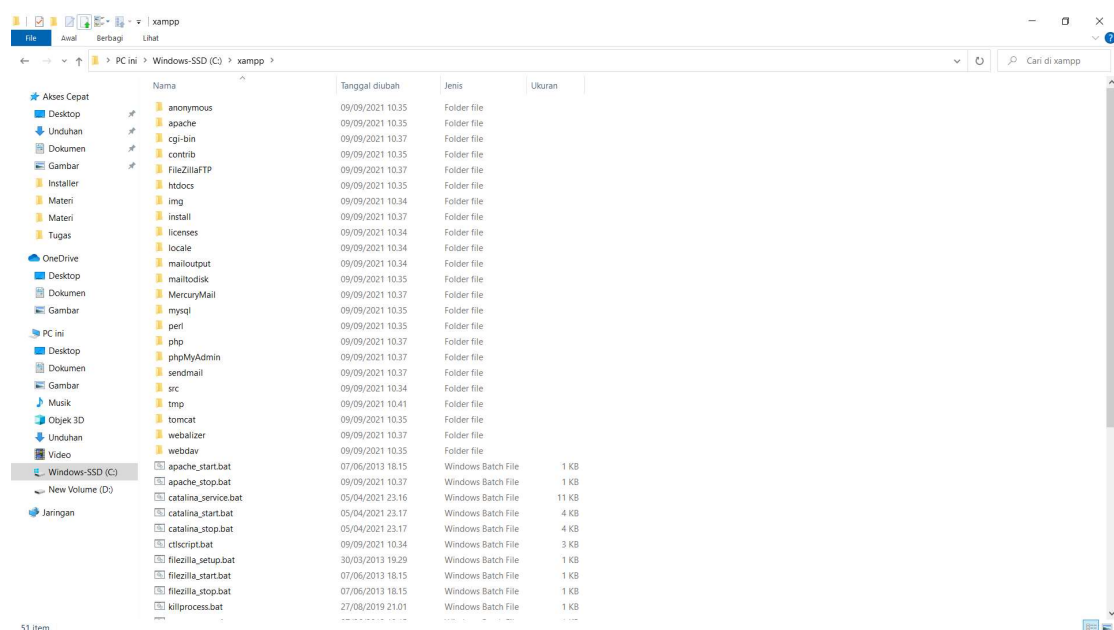 xampp
File Awal Berbagi Lihat
PC ini > Windows-SSD (C:) > xampp >
Cari di xampp
Nama Tanggal diubah Jenis Ukuran
Akses Cepat
Desktop
Unduhan
Dokumen
Gambar
Installer
Materi
Materi
Tugas
OneDrive
Desktop
Dokumen
Gambar
PC ini
Desktop
Dokumen
Gambar
Musik
Objek 3D
Unduhan
Video
Windows-SSD (C:)
New Volume (D:)
Jaringan
anonymous 09/09/2021 10.35 Folder file
apache 09/09/2021 10.35 Folder file
cgi-bin 09/09/2021 10.37 Folder file
contrib 09/09/2021 10.35 Folder file
FileZillaFTP 09/09/2021 10.37 Folder file
htdocs 09/09/2021 10.35 Folder file
img 09/09/2021 10.34 Folder file
install 09/09/2021 10.37 Folder file
licenses 09/09/2021 10.34 Folder file
locale 09/09/2021 10.34 Folder file
mailoutput 09/09/2021 10.34 Folder file
mailtodisk 09/09/2021 10.35 Folder file
MercuryMail 09/09/2021 10.37 Folder file
mysql 09/09/2021 10.35 Folder file
perl 09/09/2021 10.35 Folder file
php 09/09/2021 10.37 Folder file
phpMyAdmin 09/09/2021 10.37 Folder file
sendmail 09/09/2021 10.37 Folder file
src 09/09/2021 10.34 Folder file
tmp 09/09/2021 10.41 Folder file
tomcat 09/09/2021 10.35 Folder file
webalizer 09/09/2021 10.37 Folder file
webdav 09/09/2021 10.35 Folder file
apache_start.bat 07/06/2013 18.15 Windows Batch File 1 KB
apache_stop.bat 09/09/2021 10.37 Windows Batch File 1 KB
catalina_service.bat 05/04/2021 23.16 Windows Batch File 11 KB
catalina_start.bat 05/04/2021 23.17 Windows Batch File 4 KB
catalina_stop.bat 05/04/2021 23.17 Windows Batch File 4 KB
ctlscript.bat 09/09/2021 10.34 Windows Batch File 3 KB
filezilla_setup.bat 30/03/2013 19.29 Windows Batch File 1 KB
filezilla_start.bat 07/06/2013 18.15 Windows Batch File 1 KB
filezilla_stop.bat 07/06/2013 18.15 Windows Batch File 1 KB
killprocess.bat 27/08/2019 21.01 Windows Batch File 1 KB
51 item